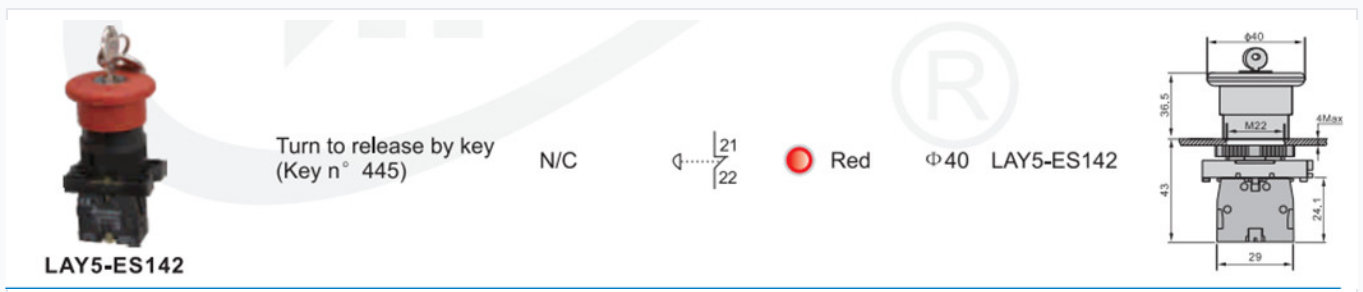 Turn to release by key
(Key n° 445)
N/C
21
22
Red
Φ40
LAY5-ES142
LAY5-ES142
ϕ40
36,5
M22
4Max
43
24,1
29
®